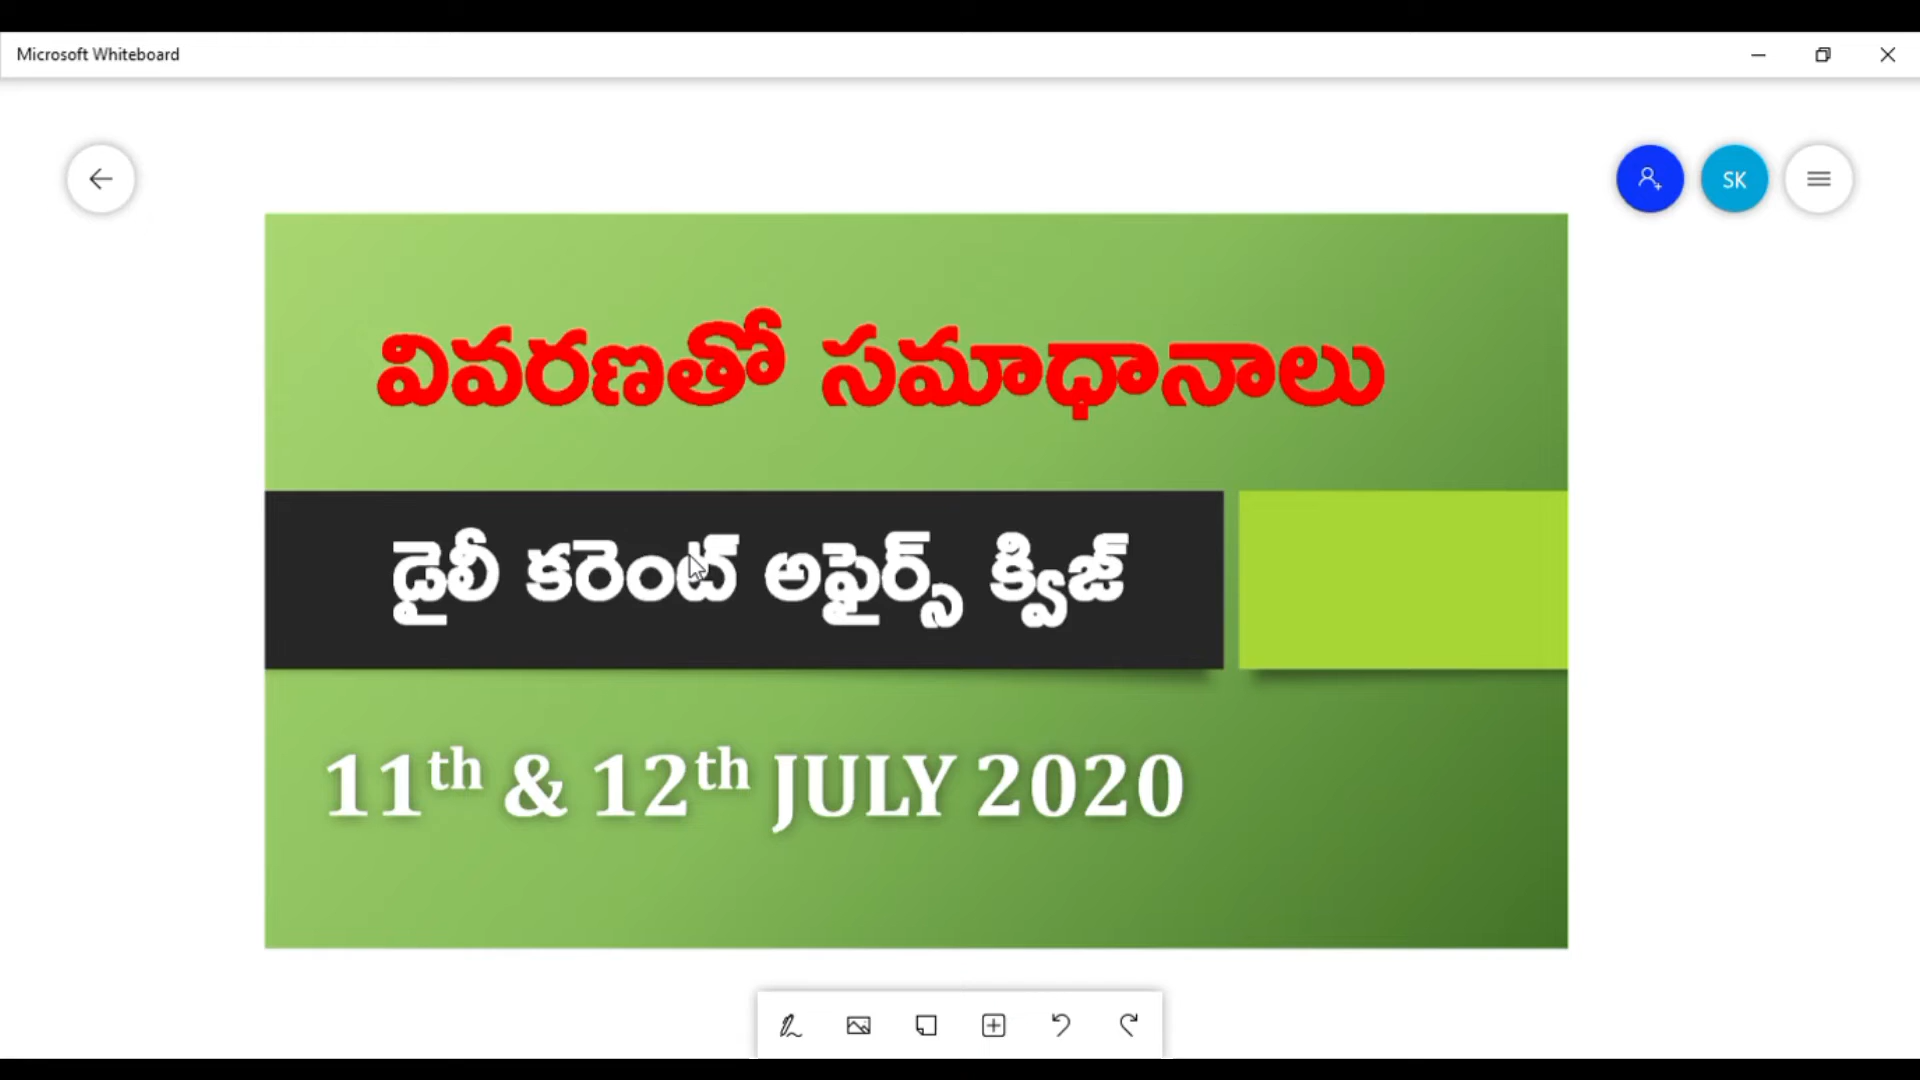 Microsoft Whiteboard
SK
వివరణతో సమాధానాలు
డైలీ కరెంట్ అఫైర్స్ క్విజ్
11th & 12th JULY 2020